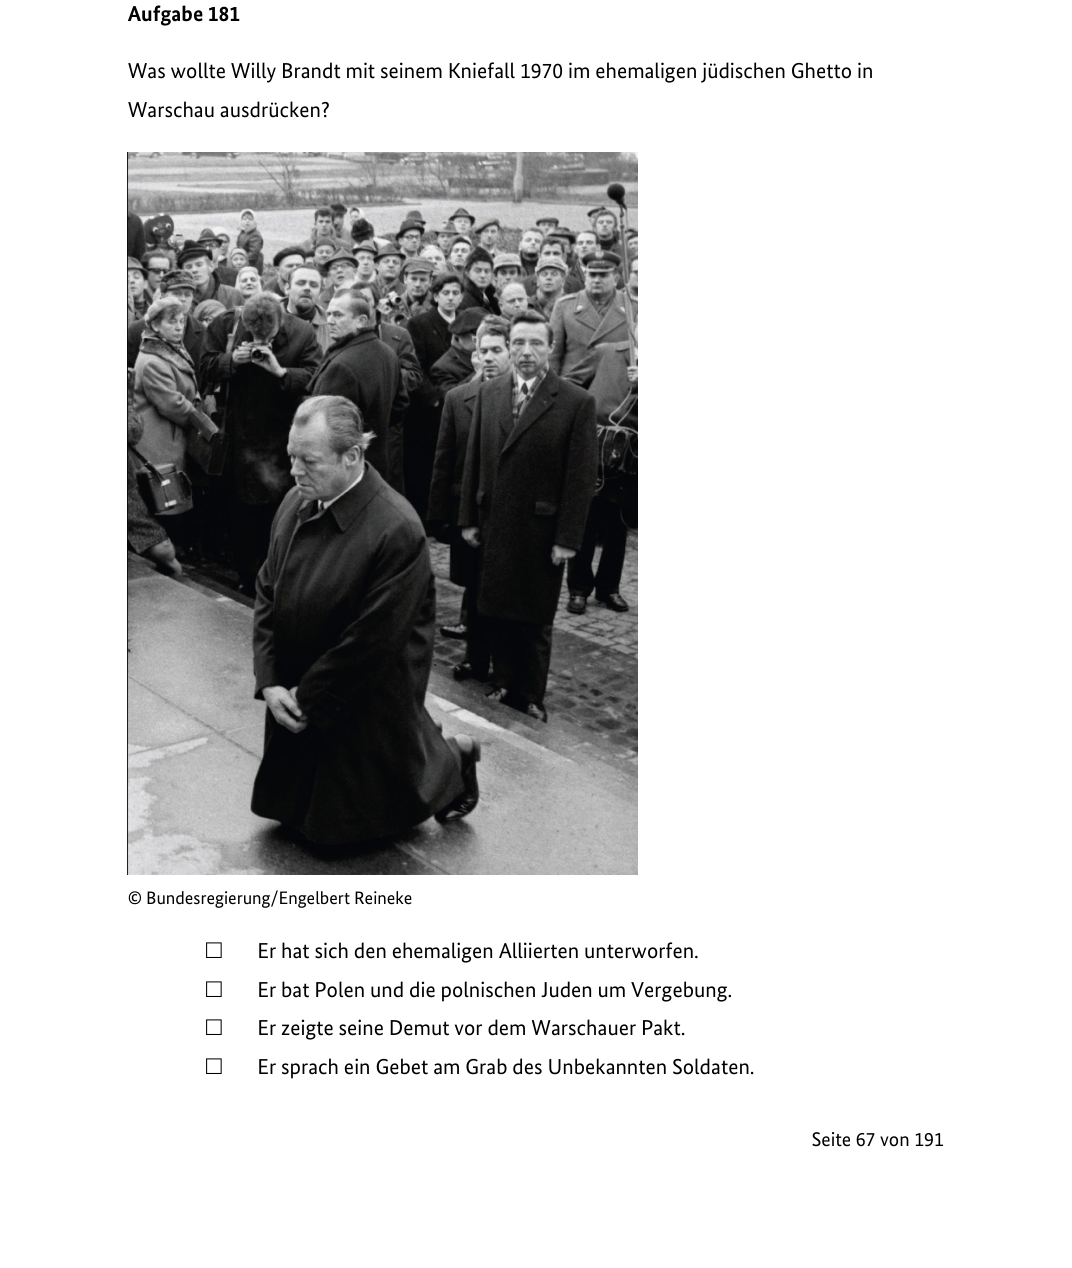 Aufgabe 181
Was wollte Willy Brandt mit seinem Kniefall 1970 im ehemaligen jüdischen Ghetto in
Warschau ausdrücken?
© Bundesregierung/Engelbert Reineke
☐ Er hat sich den ehemaligen Alliierten unterworfen.
☐ Er bat Polen und die polnischen Juden um Vergebung.
☐ Er zeigte seine Demut vor dem Warschauer Pakt.
☐ Er sprach ein Gebet am Grab des Unbekannten Soldaten.
Seite 67 von 191